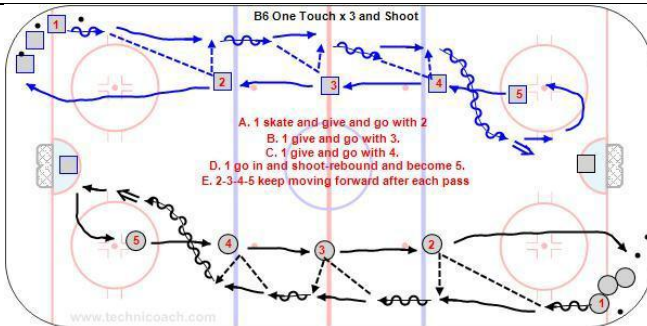 B6 One Touch x 3 and Shoot
1
2
3
4
5
A. 1 skate and give and go with 2
B. 1 give and go with 3.
C. 1 give and go with 4.
D. 1 go in and shoot-rebound and become 5.
E. 2-3-4-5 keep moving forward after each pass
5
4
3
2
1
www.technicoach.com